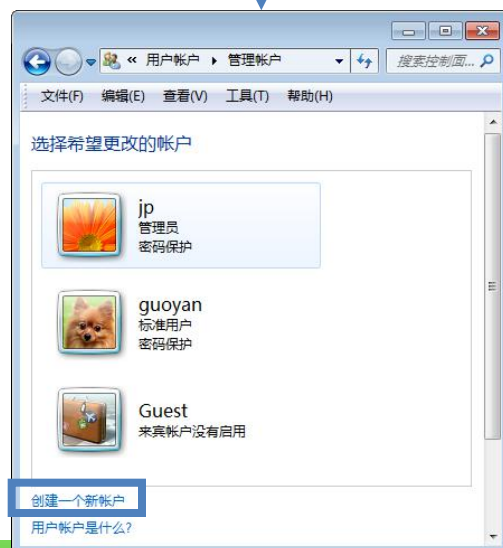 « 用户帐户 ▸ 管理帐户
搜索控制面...
文件(F) 编辑(E) 查看(V) 工具(T) 帮助(H)
选择希望更改的帐户
jp
管理员
密码保护
guoyan
标准用户
密码保护
Guest
来宾帐户没有启用
创建一个新帐户
用户帐户是什么?